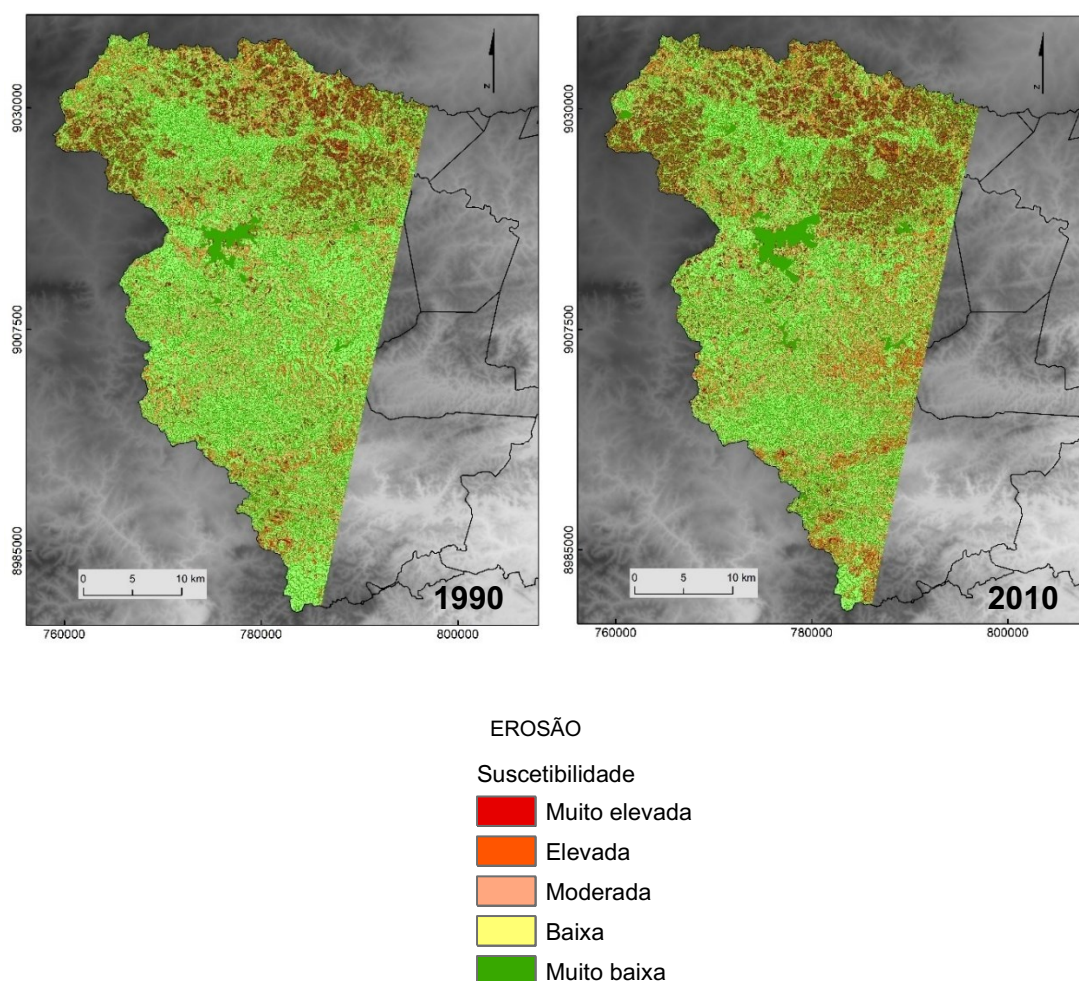 9030000
9007500
8985000
N
0 5 10 km
1990
760000 780000 800000
9030000
9007500
8985000
N
0 5 10 km
2010
760000 780000 800000
EROSÃO
Suscetibilidade
Muito elevada
Elevada
Moderada
Baixa
Muito baixa